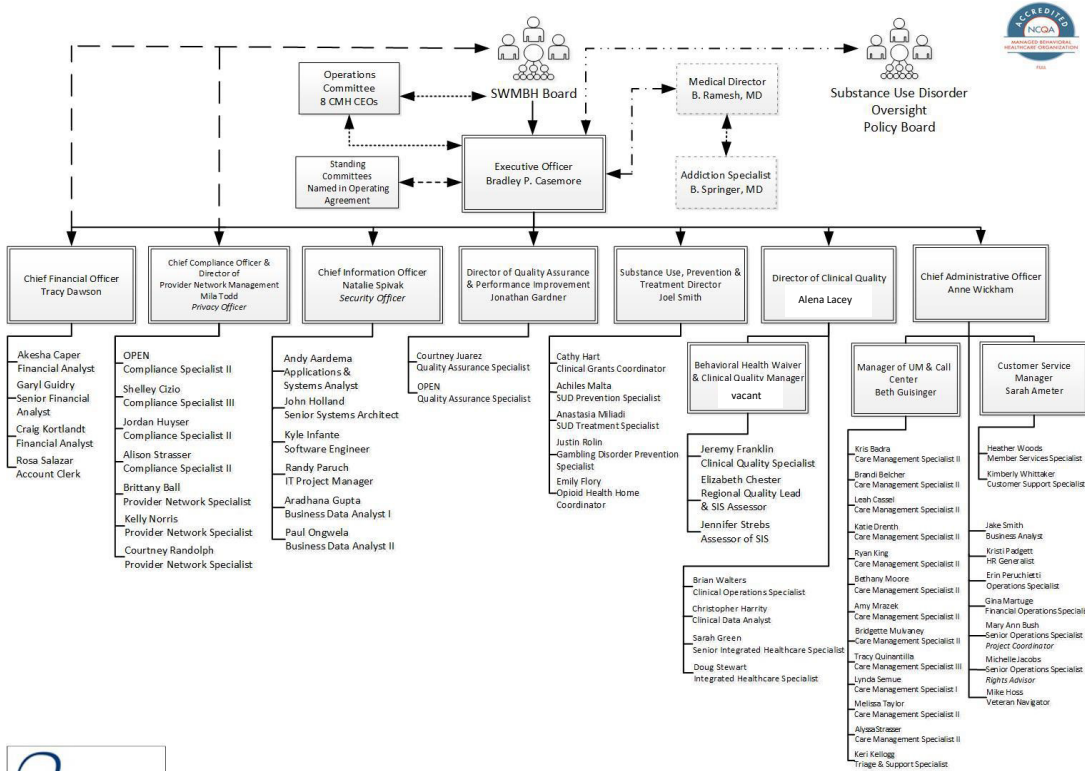 ACCREDITED
NCQA
MANAGED BEHAVIORAL
HEALTHCARE ORGANIZATION
SWMBH Board
Substance Use Disorder
Oversight
Policy Board
Operations
Committee
8 CMH CEOs
Medical Director
B. Ramesh, MD
Standing
Committees
Named in Operating
Agreement
Executive Officer
Bradley P. Casemore
Addiction Specialist
B. Springer, MD
Chief Financial Officer
Tracy Dawson
Chief Compliance Officer &
Director of
Provider Network Management
Mila Todd
Privacy Officer
Chief Information Officer
Natalie Spivak
Security Officer
Director of Quality Assurance
& Performance Improvement
Jonathan Gardner
Substance Use, Prevention &
Treatment Director
Joel Smith
Director of Clinical Quality
Alena Lacey
Chief Administrative Officer
Anne Wickham
Akesha Caper
Financial Analyst
Garyl Guidry
Senior Financial
Analyst
Craig Kortlandt
Financial Analyst
Rosa Salazar
Account Clerk
OPEN
Compliance Specialist II
Shelley Cizio
Compliance Specialist III
Jordan Huyser
Compliance Specialist II
Alison Strasser
Compliance Specialist II
Brittany Ball
Provider Network Specialist
Kelly Norris
Provider Network Specialist
Courtney Randolph
Provider Network Specialist
Andy Aardema
Applications &
Systems Analyst
John Holland
Senior Systems Architect
Kyle Infante
Software Engineer
Randy Paruch
IT Project Manager
Aradhana Gupta
Business Data Analyst I
Paul Ongwela
Business Data Analyst II
Courtney Juarez
Quality Assurance Specialist
OPEN
Quality Assurance Specialist
Cathy Hart
Clinical Grants Coordinator
Achiles Malta
SUD Prevention Specialist
Anastasia Miliadi
SUD Treatment Specialist
Justin Rolin
Gambling Disorder Prevention
Specialist
Emily Flory
Opioid Health Home
Coordinator
Behavioral Health Waiver
& Clinical Quality Manager
vacant
Jeremy Franklin
Clinical Quality Specialist
Elizabeth Chester
Regional Quality Lead
& SIS Assessor
Jennifer Strebs
Assessor of SIS
Brian Walters
Clinical Operations Specialist
Christopher Harrity
Clinical Data Analyst
Sarah Green
Senior Integrated Healthcare Specialist
Doug Stewart
Integrated Healthcare Specialist
Manager of UM & Call
Center
Beth Guisinger
Kris Badra
Care Management Specialist II
Brandi Belcher
Care Management Specialist II
Leah Cassel
Care Management Specialist II
Katie Drenth
Care Management Specialist II
Ryan King
Care Management Specialist II
Bethany Moore
Care Management Specialist II
Amy Mrazek
Care Management Specialist II
Bridgette Mulvaney
Care Management Specialist II
Tracy Quinantilla
Care Management Specialist III
Lynda Semue
Care Management Specialist I
Melissa Taylor
Care Management Specialist II
Alyssa Strasser
Care Management Specialist II
Keri Kellogg
Triage & Support Specialist
Customer Service
Manager
Sarah Ameter
Heather Woods
Member Services Specialist
Kimberly Whittaker
Customer Support Specialist
Jake Smith
Business Analyst
Kristi Padgett
HR Generalist
Erin Peruchietti
Operations Specialist
Gina Martuge
Financial Operations Speciali
Mary Ann Bush
Senior Operations Specialist
Project Coordinator
Michelle Jacobs
Senior Operations Specialist
Rights Advisor
Mike Hoss
Veteran Navigator